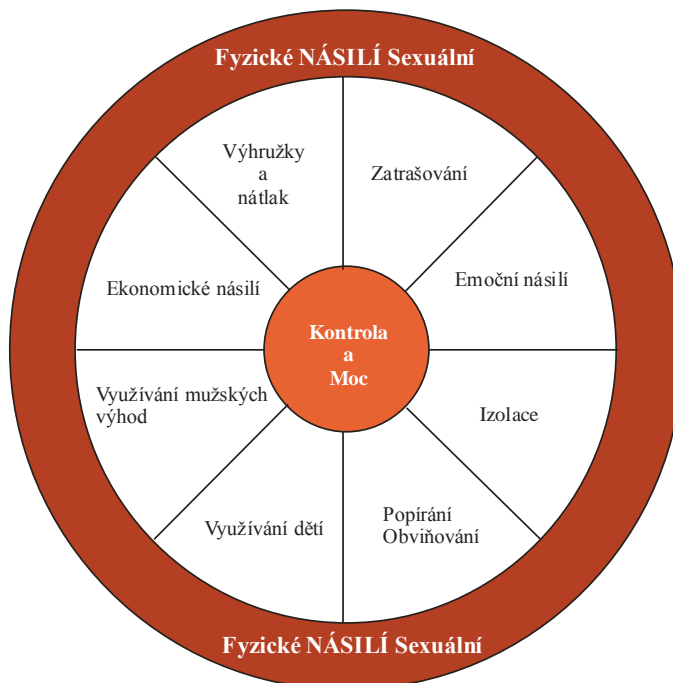 Fyzické NÁSILÍ Sexuální
Výhružky
a
nátlak
Zatrašování
Ekonomické násilí
Emoční násilí
Kontrola
a
Moc
Využívání mužských
výhod
Izolace
Využívání dětí
Popírání
Obviňování
Fyzické NÁSILÍ Sexuální